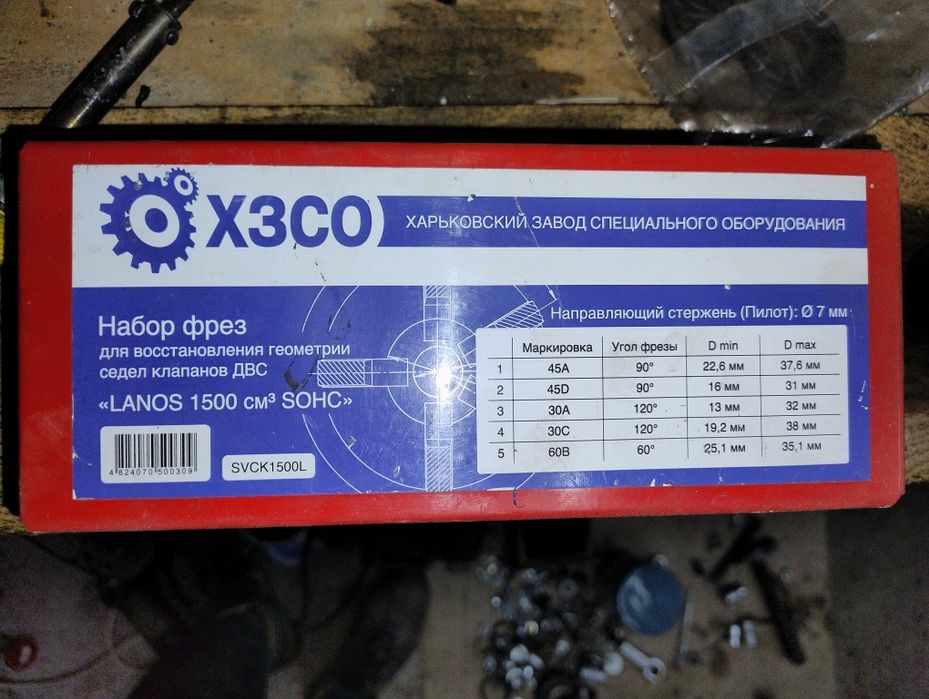 ХЗСО
ХАРЬКОВСКИЙ ЗАВОД СПЕЦИАЛЬНОГО ОБОРУДОВАНИЯ
Набор фрез
для восстановления геометрии
седел клапанов ДВС
«LANOS 1500 см³ SOHC»
4 824070 500309
SVCK1500L
Направляющий стержень (Пилот): Ø 7 мм
Маркировка Угол фрезы D min D max
1 45A 90° 22,6 мм 37,6 мм
2 45D 90° 16 мм 31 мм
3 30A 120° 13 мм 32 мм
4 30C 120° 19,2 мм 38 мм
5 60B 60° 25,1 мм 35,1 мм